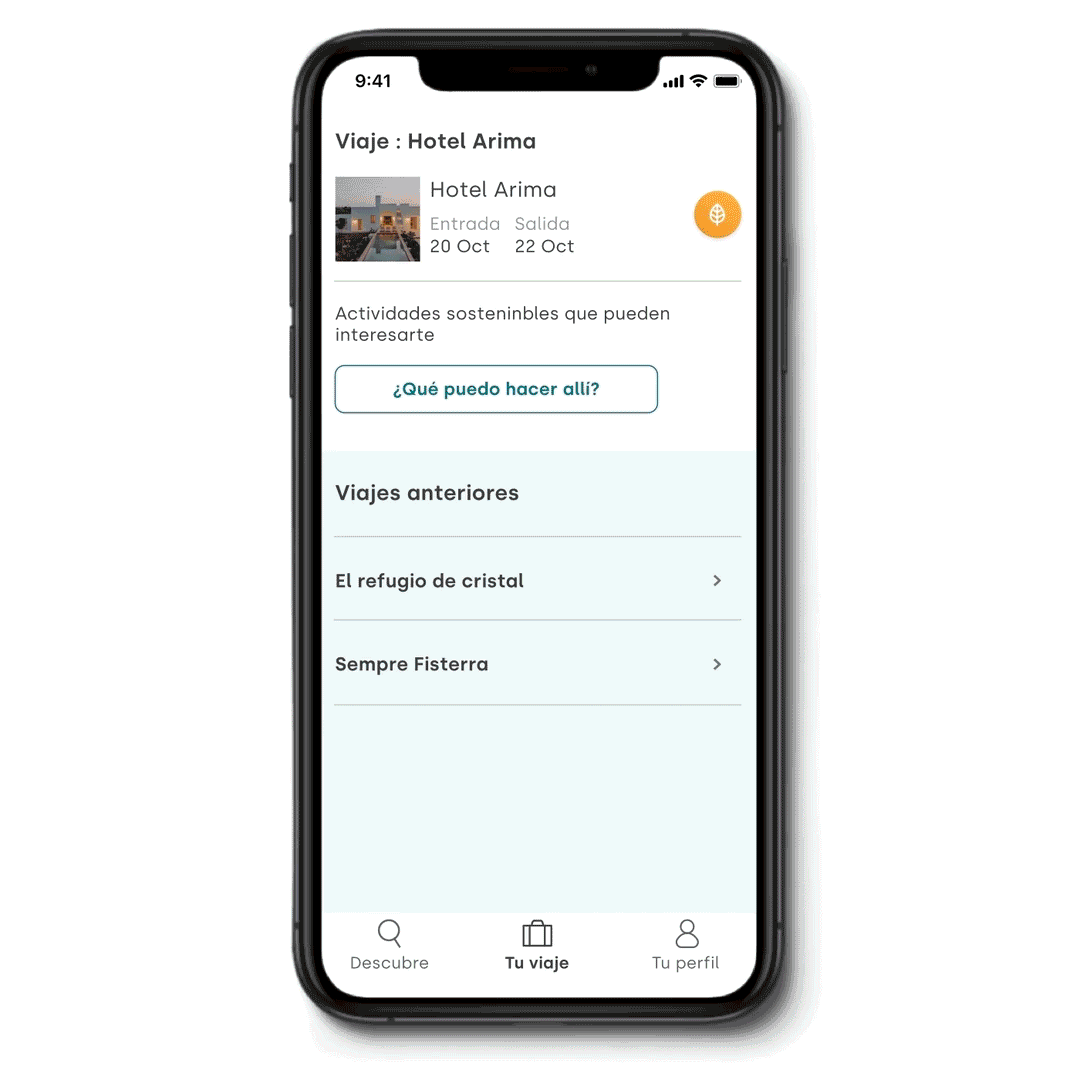 9:41
Viaje : Hotel Arima
Hotel Arima
Entrada Salida
20 Oct 22 Oct
Actividades sosteninbles que pueden
interesarte
¿Qué puedo hacer allí?
Viajes anteriores
El refugio de cristal
Sempre Fisterra
Descubre Tu viaje Tu perfil